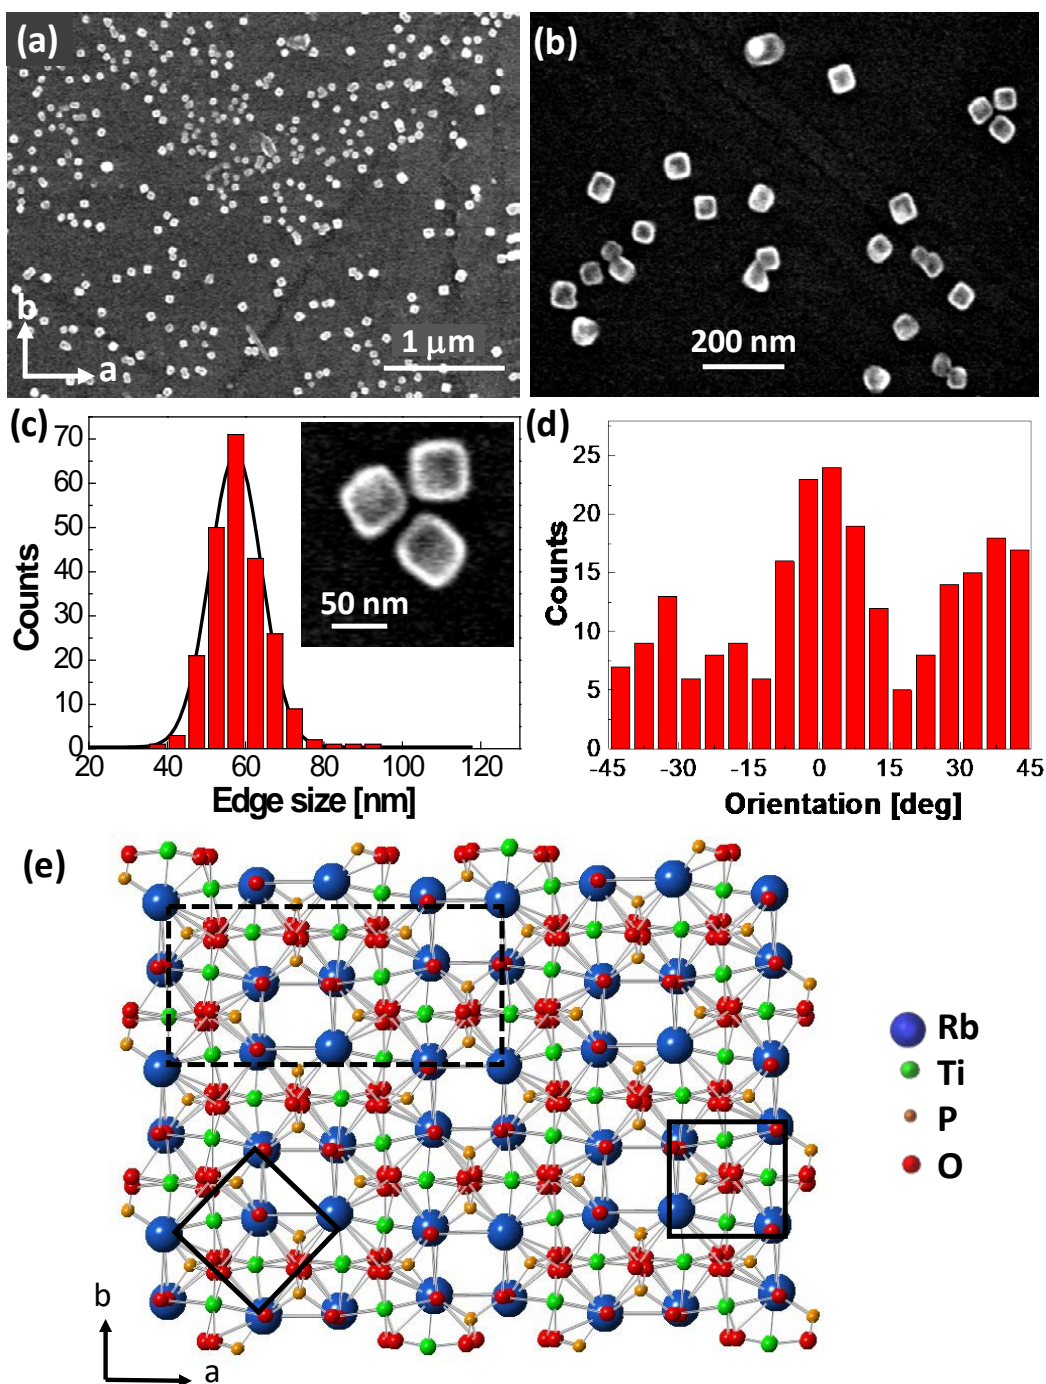 (a)
b
a
1 μm
(b)
200 nm
(c)
70
60
50
40
30
20
10
0
20 40 60 80 100 120
Counts
Edge size [nm]
50 nm
(d)
25
20
15
10
5
0
-45 -30 -15 0 15 30 45
Counts
Orientation [deg]
(e)
Rb
Ti
P
O
b
a